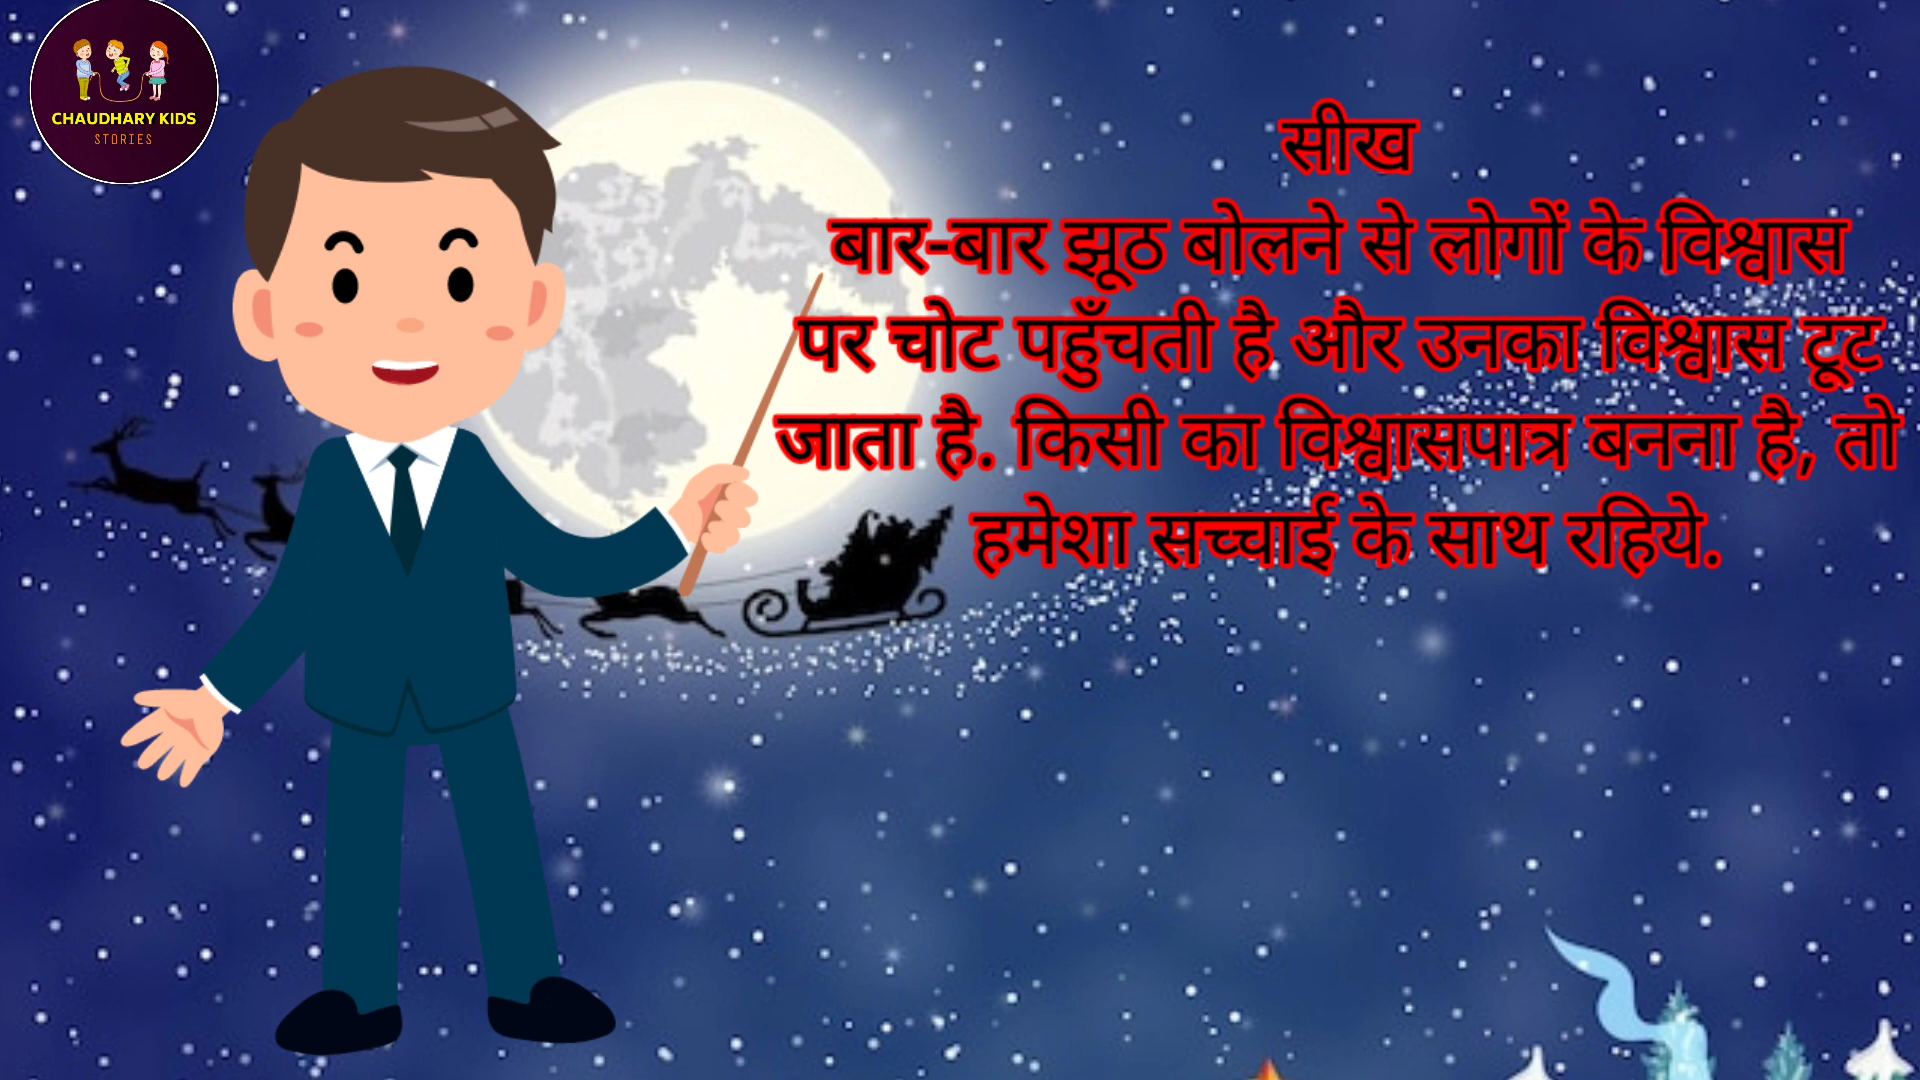 CHAUDHARY KIDS
STORIES
सीख
बार-बार झूठ बोलने से लोगों के विश्वास
पर चोट पहुँचती है और उनका विश्वास टूट
जाता है. किसी का विश्वासपात्र बनना है, तो
हमेशा सच्चाई के साथ रहिये.